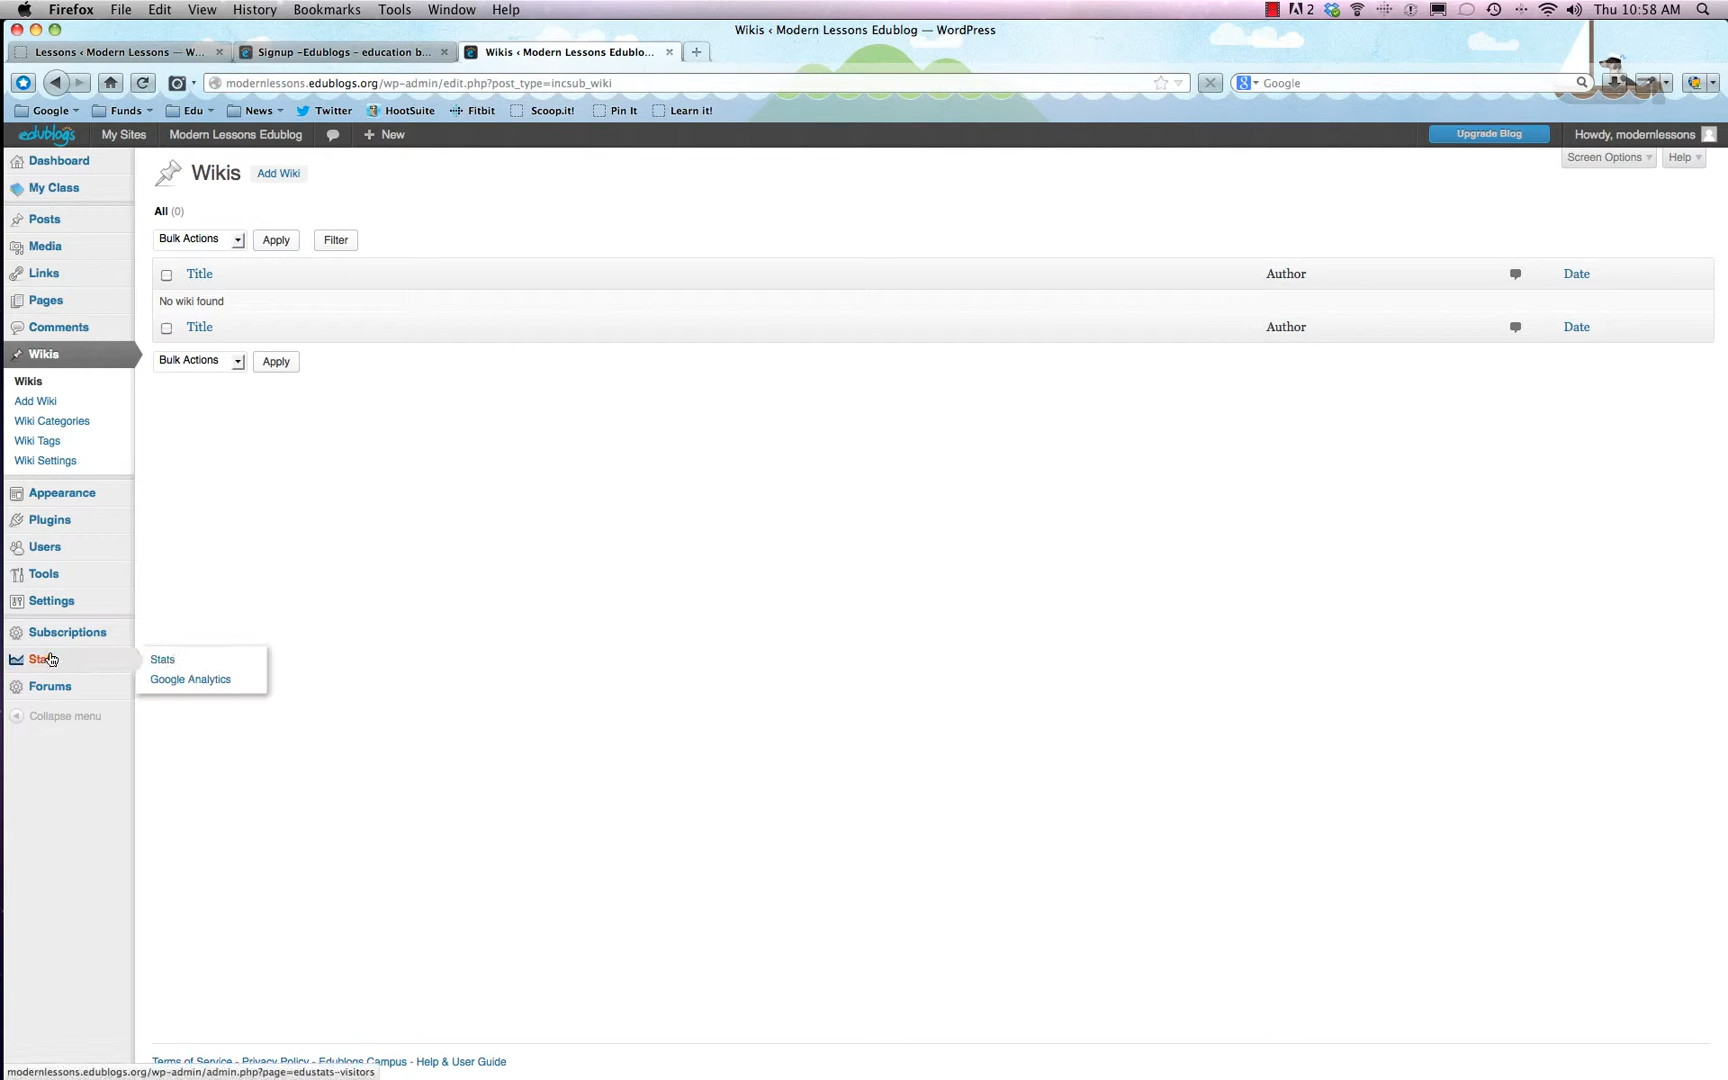 Firefox File Edit View History Bookmarks Tools Window Help 2 Thu 10:58 AM
Wikis ‹ Modern Lessons Edublog — WordPress
Lessons ‹ Modern Lessons — W... × Signup –Edublogs – education b... × Wikis ‹ Modern Lessons Edublo... × +
modernlessons.edublogs.org/wp-admin/edit.php?post_type=incsub_wiki Google
Google Funds Edu News Twitter HootSuite Fitbit Scoop.it! Pin It Learn it!
edublogs My Sites Modern Lessons Edublog + New Upgrade Blog Howdy, modernlessons
Screen Options Help
Dashboard
My Class
Posts
Media
Links
Pages
Comments
Wikis
Wikis
Add Wiki
Wiki Categories
Wiki Tags
Wiki Settings
Appearance
Plugins
Users
Tools
Settings
Subscriptions
Forums
Collapse menu
Stats
Google Analytics
Wikis Add Wiki
All (0)
Bulk Actions Apply Filter
Title Author Date
No wiki found
Title Author Date
Bulk Actions Apply
Terms of Service - Privacy Policy - Edublogs Campus - Help & User Guide
modernlessons.edublogs.org/wp-admin/admin.php?page=edustats-visitors